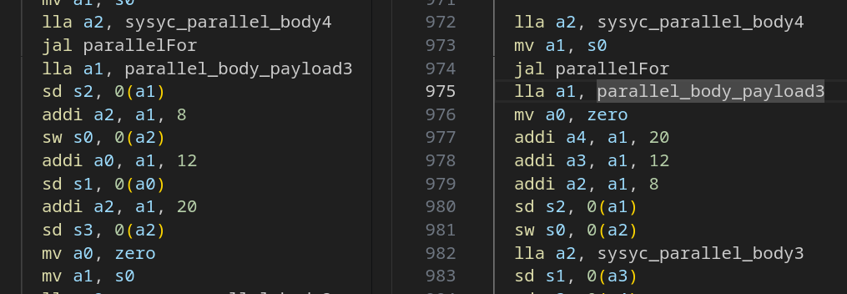 mv a1, s0
lla a2, sysyc_parallel_body4
jal parallelFor
lla a1, parallel_body_payload3
sd s2, 0(a1)
addi a2, a1, 8
sw s0, 0(a2)
addi a0, a1, 12
sd s1, 0(a0)
addi a2, a1, 20
sd s3, 0(a2)
mv a0, zero
mv a1, s0
971
972 lla a2, sysyc_parallel_body4
973 mv a1, s0
974 jal parallelFor
975 lla a1, parallel_body_payload3
976 mv a0, zero
977 addi a4, a1, 20
978 addi a3, a1, 12
979 addi a2, a1, 8
980 sd s2, 0(a1)
981 sw s0, 0(a2)
982 lla a2, sysyc_parallel_body3
983 sd s1, 0(a3)